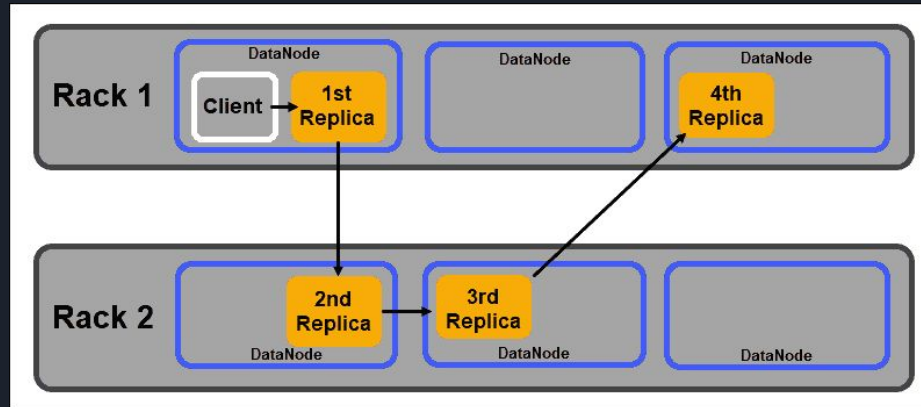 DataNode
DataNode
DataNode
Rack 1
Client
1st
Replica
4th
Replica
Rack 2
2nd
Replica
3rd
Replica
DataNode
DataNode
DataNode